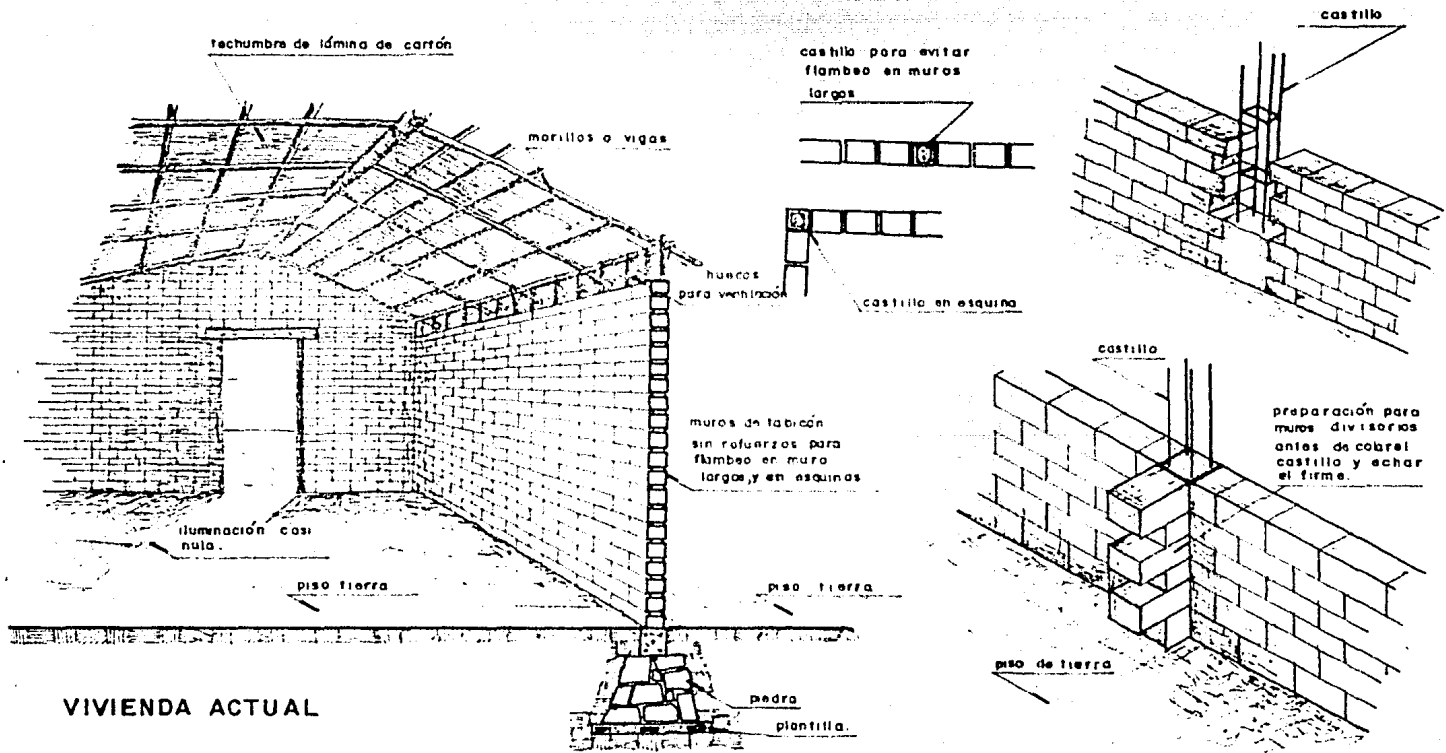 techumbre de lámina de cartón
morillos o vigas
huecos
para ventilación
muros de tabicón
sin refuerzos para
flambeo en muro
largos, y en esquinas
iluminación casi
nula.
piso tierra
piso tierra
piedra
plantilla.
VIVIENDA ACTUAL
castillo para evitar
flambeo en muros
largos
castillo en esquina
castillo
castillo
preparación para
muros divisorios
antes de colar el
castillo y echar
el firme.
piso de tierra